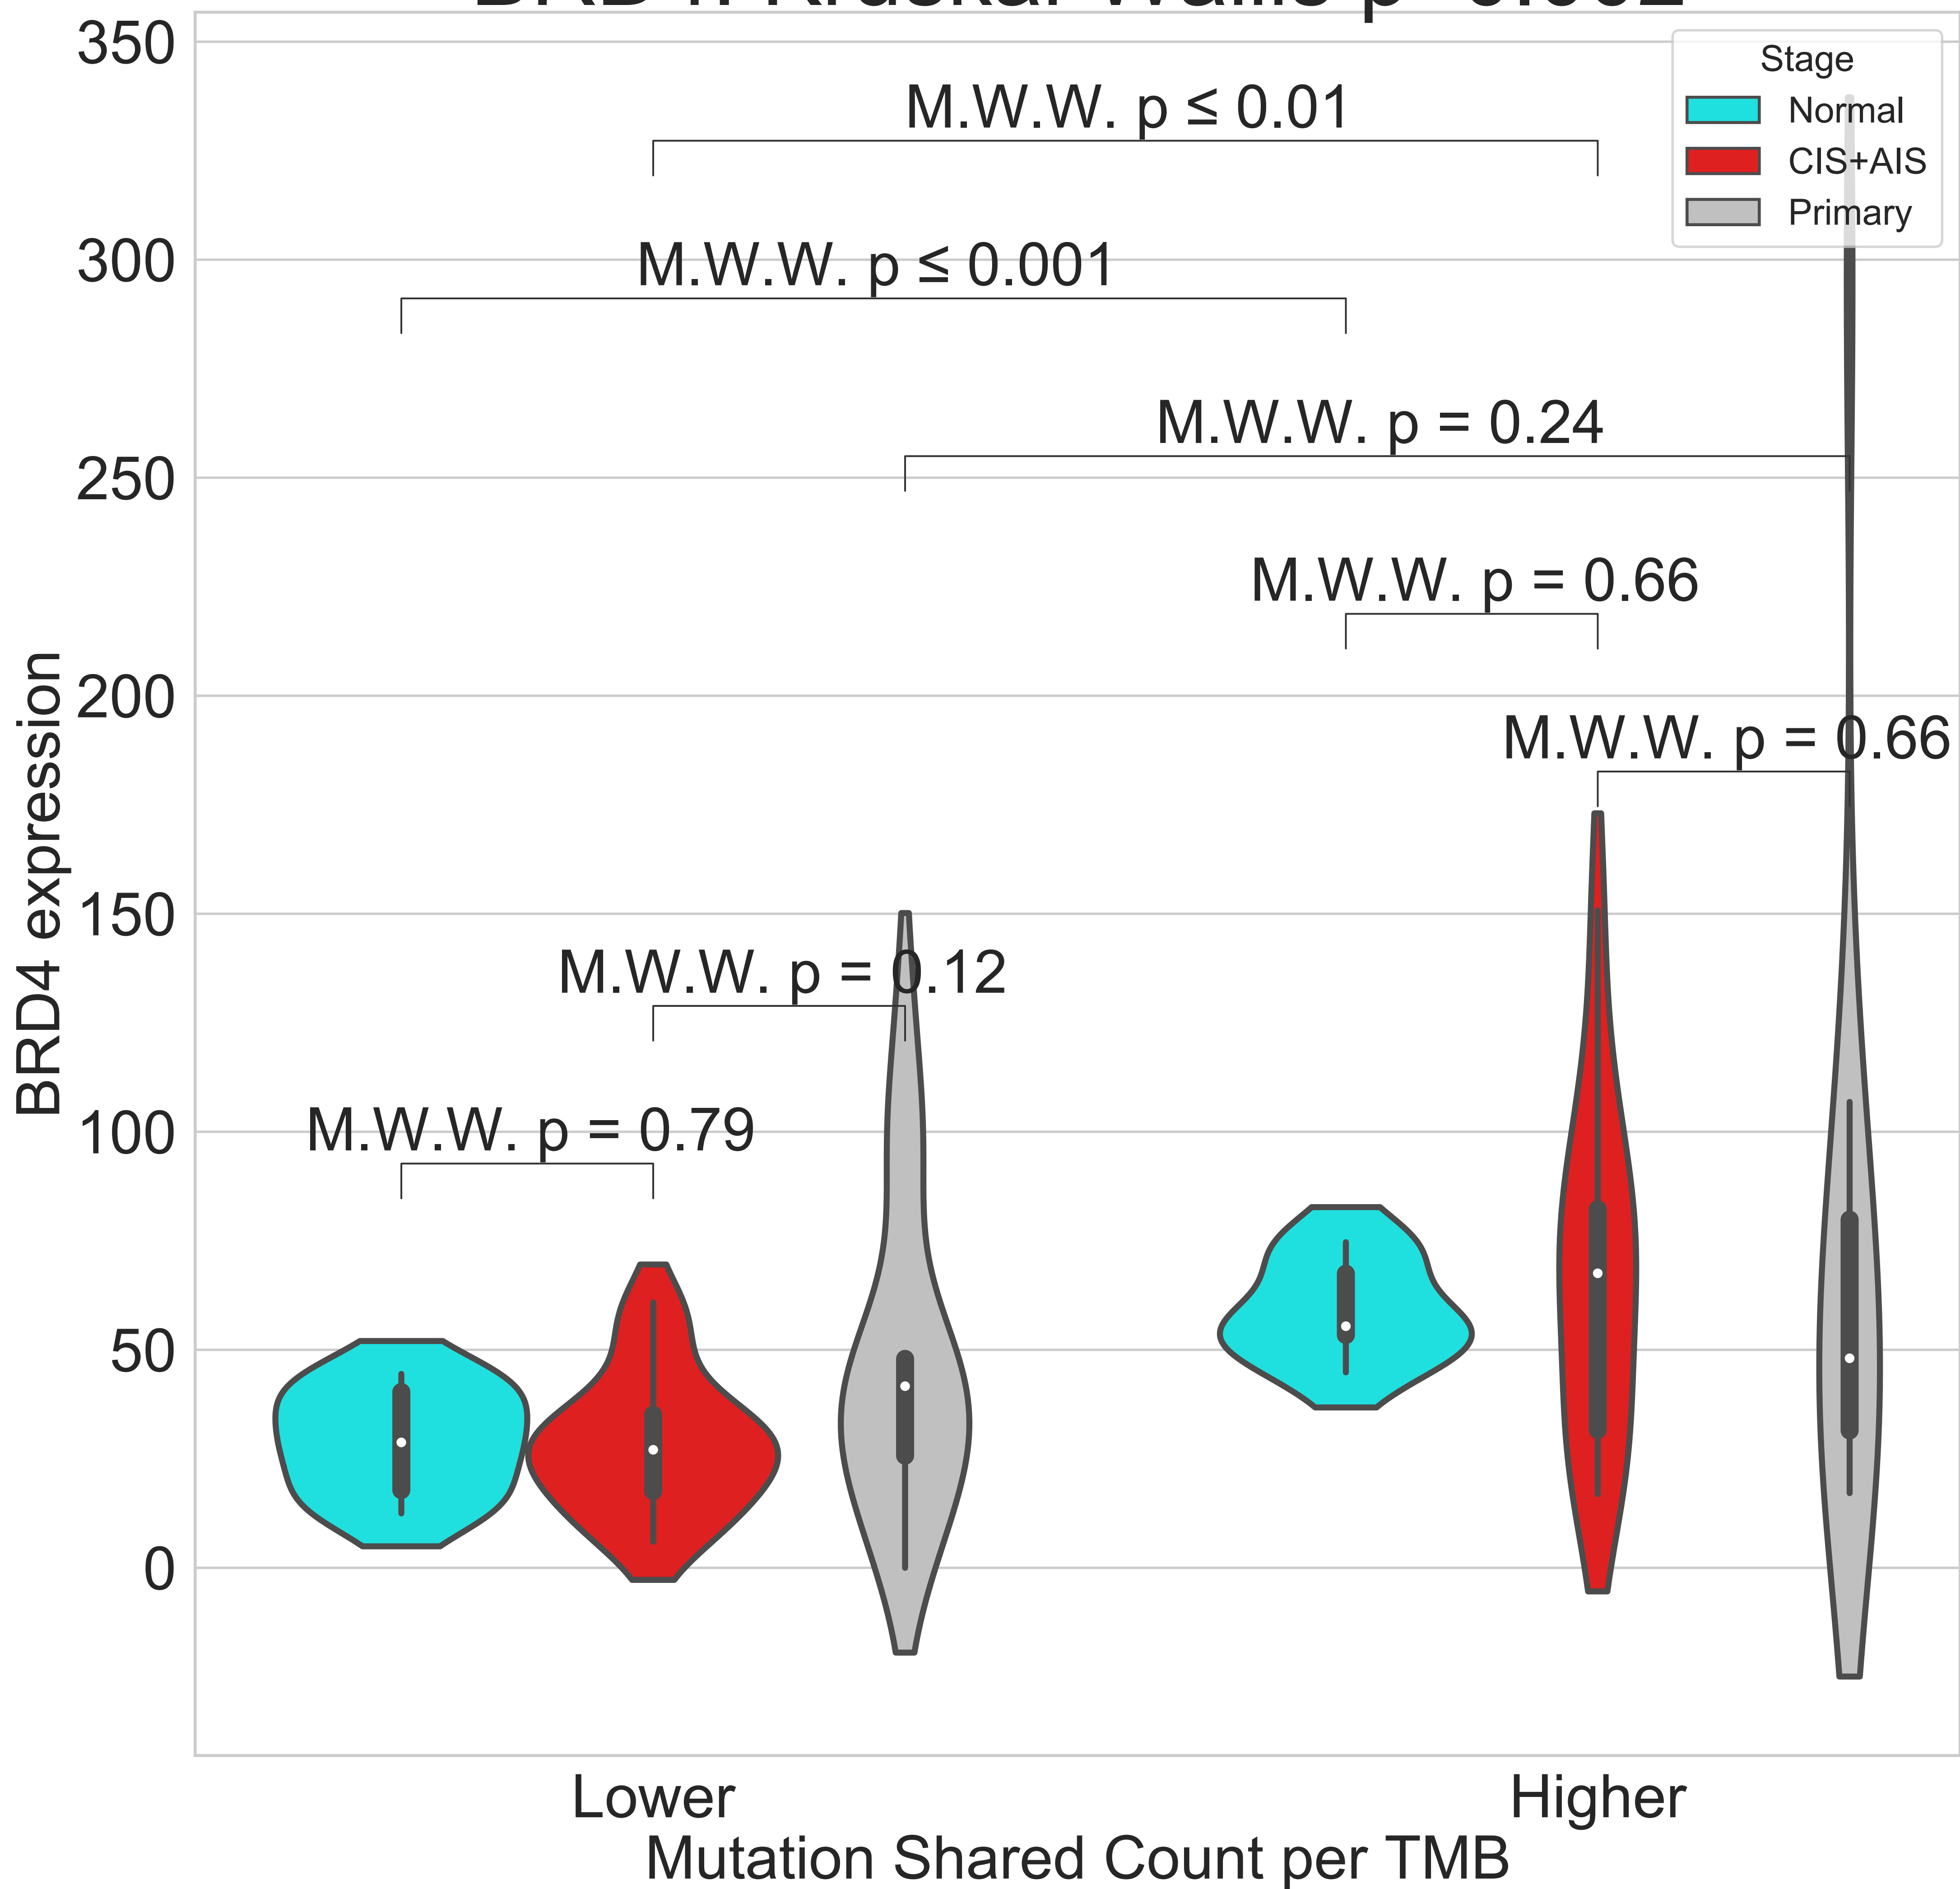 350
300
250
200
150
100
50
0
BRD4 expression
M.W.W. p ≤ 0.01
M.W.W. p ≤ 0.001
M.W.W. p = 0.24
M.W.W. p = 0.66
M.W.W. p = 0.66
M.W.W. p = 0.12
M.W.W. p = 0.79
Stage
Normal
CIS+AIS
Primary
Lower
Higher
Mutation Shared Count per TMB